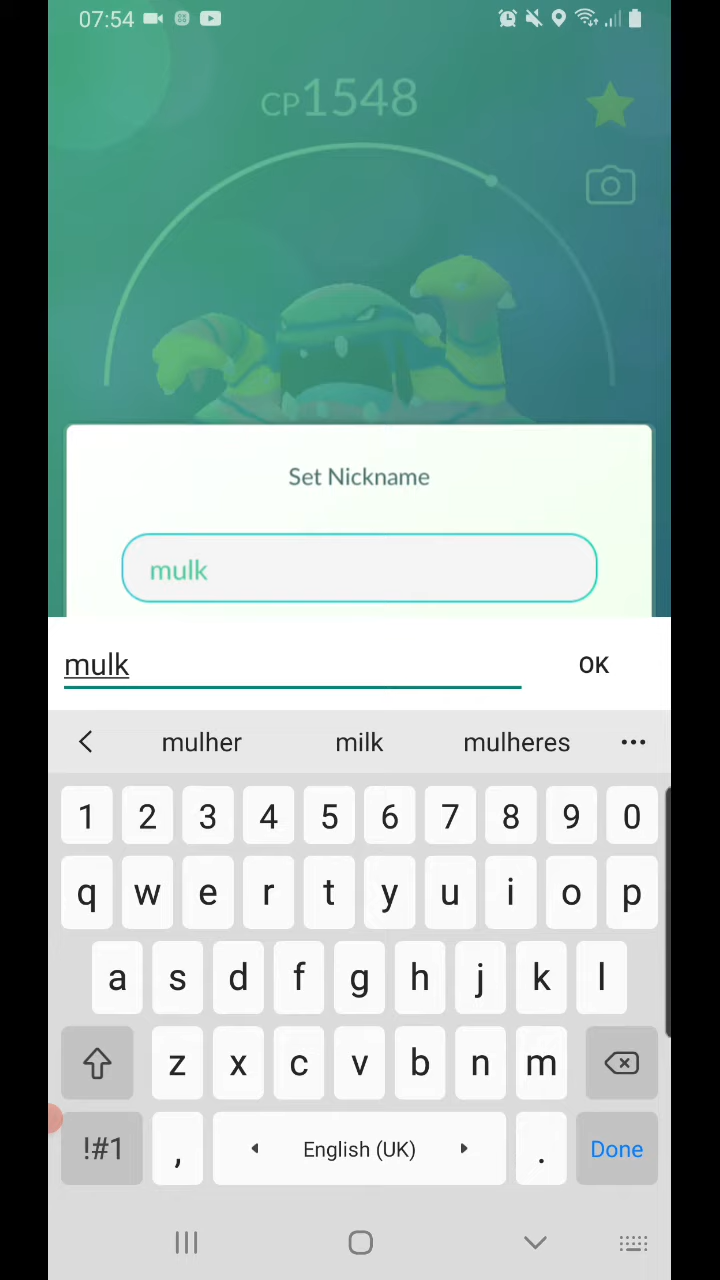 07:54
CP1548
Set Nickname
mulk
mulk OK
mulher milk mulheres
1 2 3 4 5 6 7 8 9 0
q w e r t y u i o p
a s d f g h j k l
z x c v b n m
!#1 , English (UK) . Done